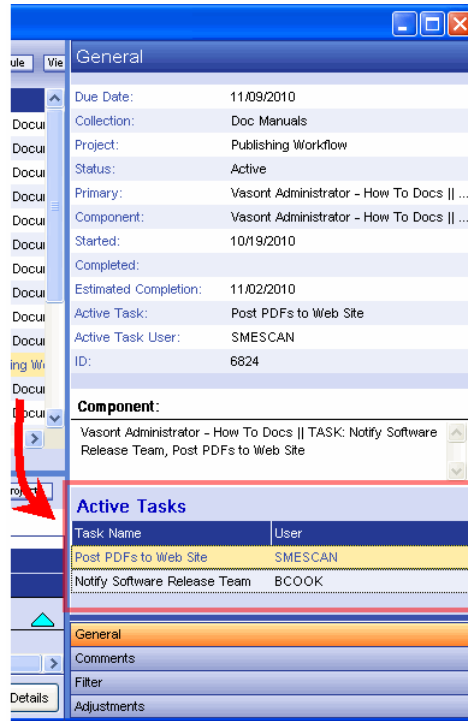 ule
Vie
General
Docu
Docu
Docu
Docu
Docu
Docu
Docu
Docu
Docu
Docu
ing W
Docu
Docu
Due Date: 11/09/2010
Collection: Doc Manuals
Project: Publishing Workflow
Status: Active
Primary: Vasont Administrator - How To Docs || ...
Component: Vasont Administrator - How To Docs || ...
Started: 10/19/2010
Completed:
Estimated Completion: 11/02/2010
Active Task: Post PDFs to Web Site
Active Task User: SMESCAN
ID: 6824
Component:
Vasont Administrator - How To Docs || TASK: Notify Software
Release Team, Post PDFs to Web Site
Active Tasks
Task Name User
Post PDFs to Web Site SMESCAN
Notify Software Release Team BCOOK
General
Comments
Filter
Adjustments
Details